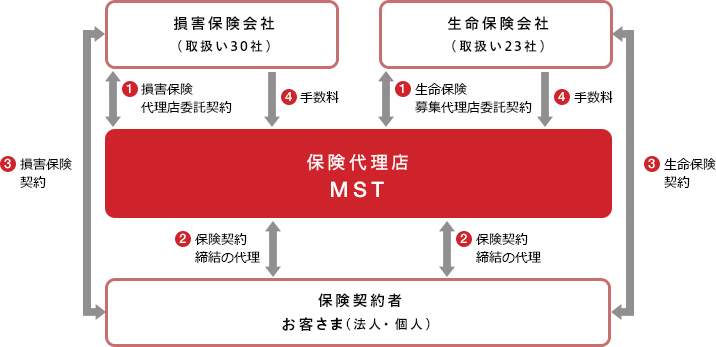 損害保険会社
（取扱い30社）
生命保険会社
（取扱い23社）
1 損害保険
代理店委託契約
4 手数料
1 生命保険
募集代理店委託契約
4 手数料
3 損害保険
契約
保険代理店
MST
3 生命保険
契約
2 保険契約
締結の代理
2 保険契約
締結の代理
保険契約者
お客さま（法人・個人）